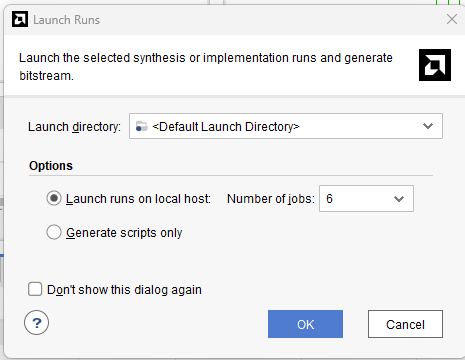 Launch Runs
Launch the selected synthesis or implementation runs and generate
bitstream.
Launch directory: <Default Launch Directory>
Options
Launch runs on local host: Number of jobs: 6
Generate scripts only
Don't show this dialog again
? OK Cancel